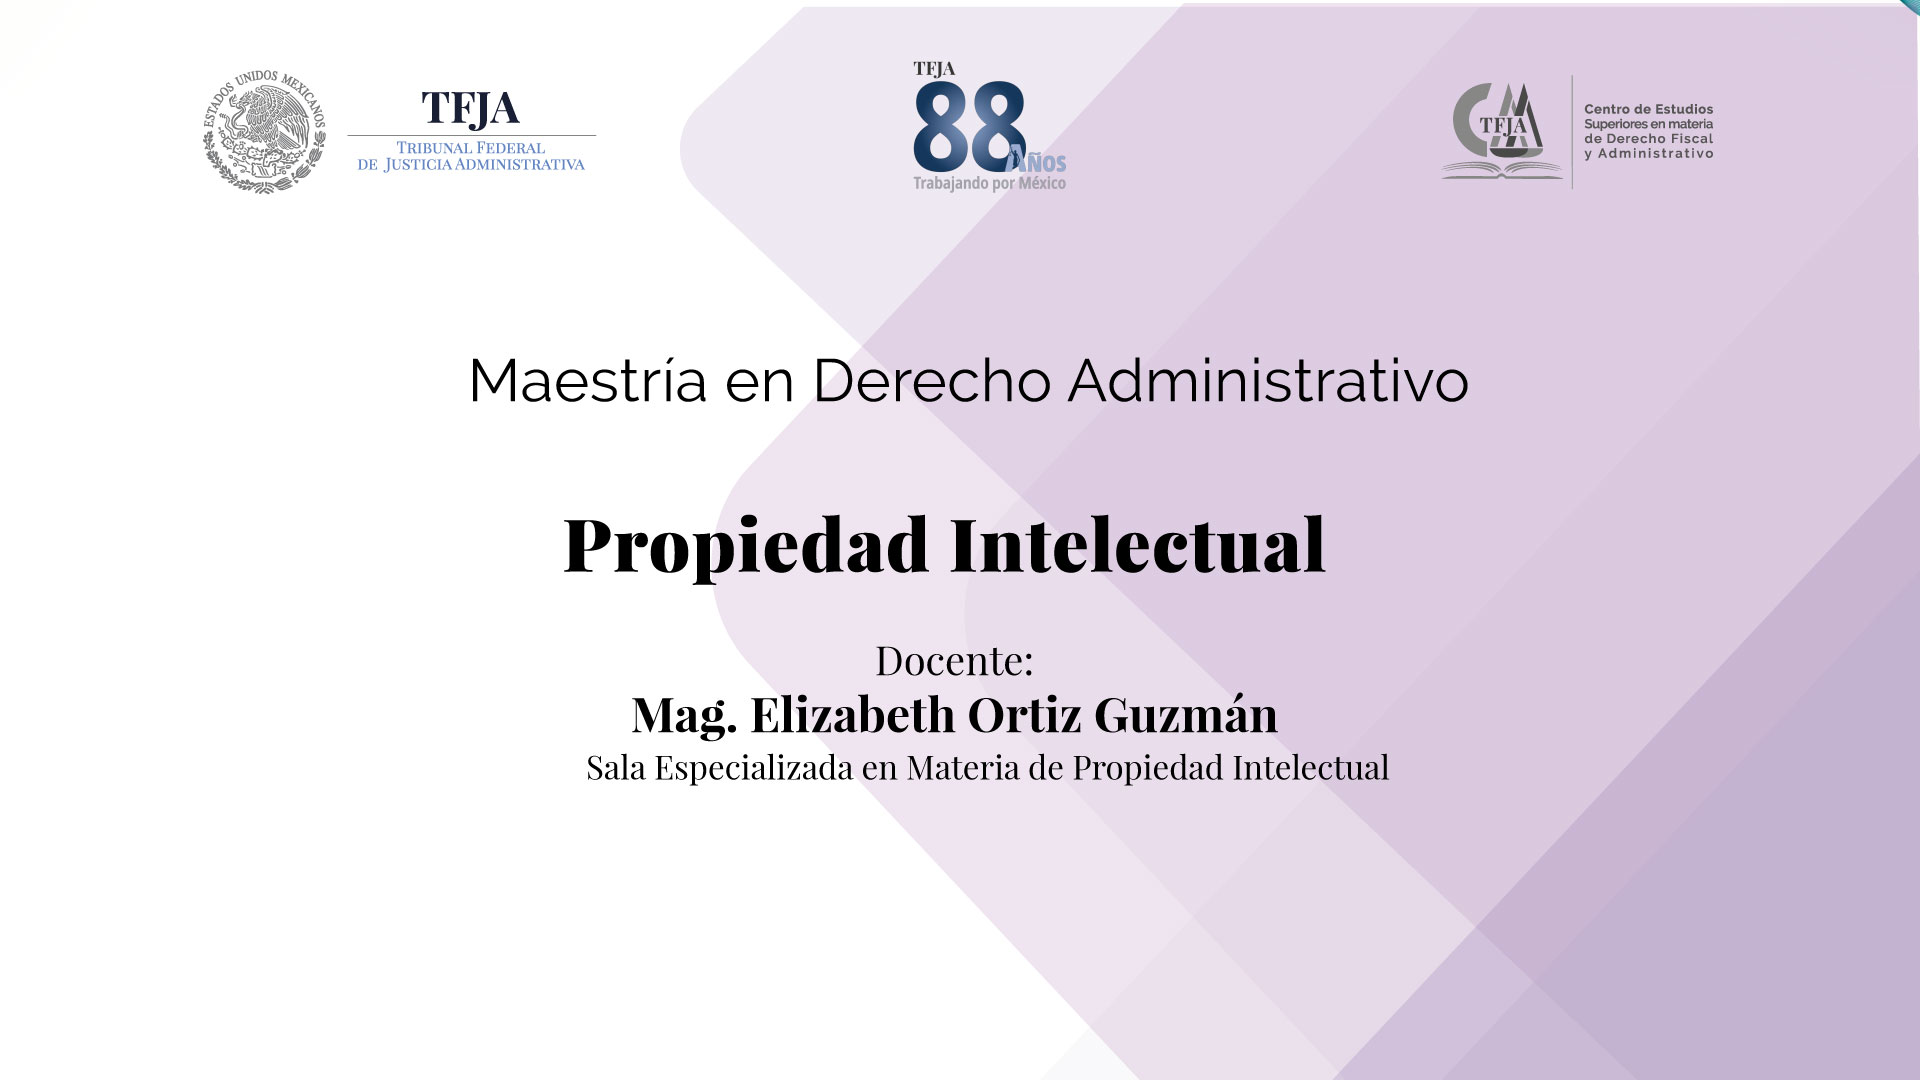 ESTADOS UNIDOS MEXICANOS
TFJA
TRIBUNAL FEDERAL
DE JUSTICIA ADMINISTRATIVA
TFJA
88
AÑOS
Trabajando por México
TFJA
Centro de Estudios
Superiores en materia
de Derecho Fiscal
y Administrativo
Maestría en Derecho Administrativo
Propiedad Intelectual
Docente:
Mag. Elizabeth Ortiz Guzmán
Sala Especializada en Materia de Propiedad Intelectual